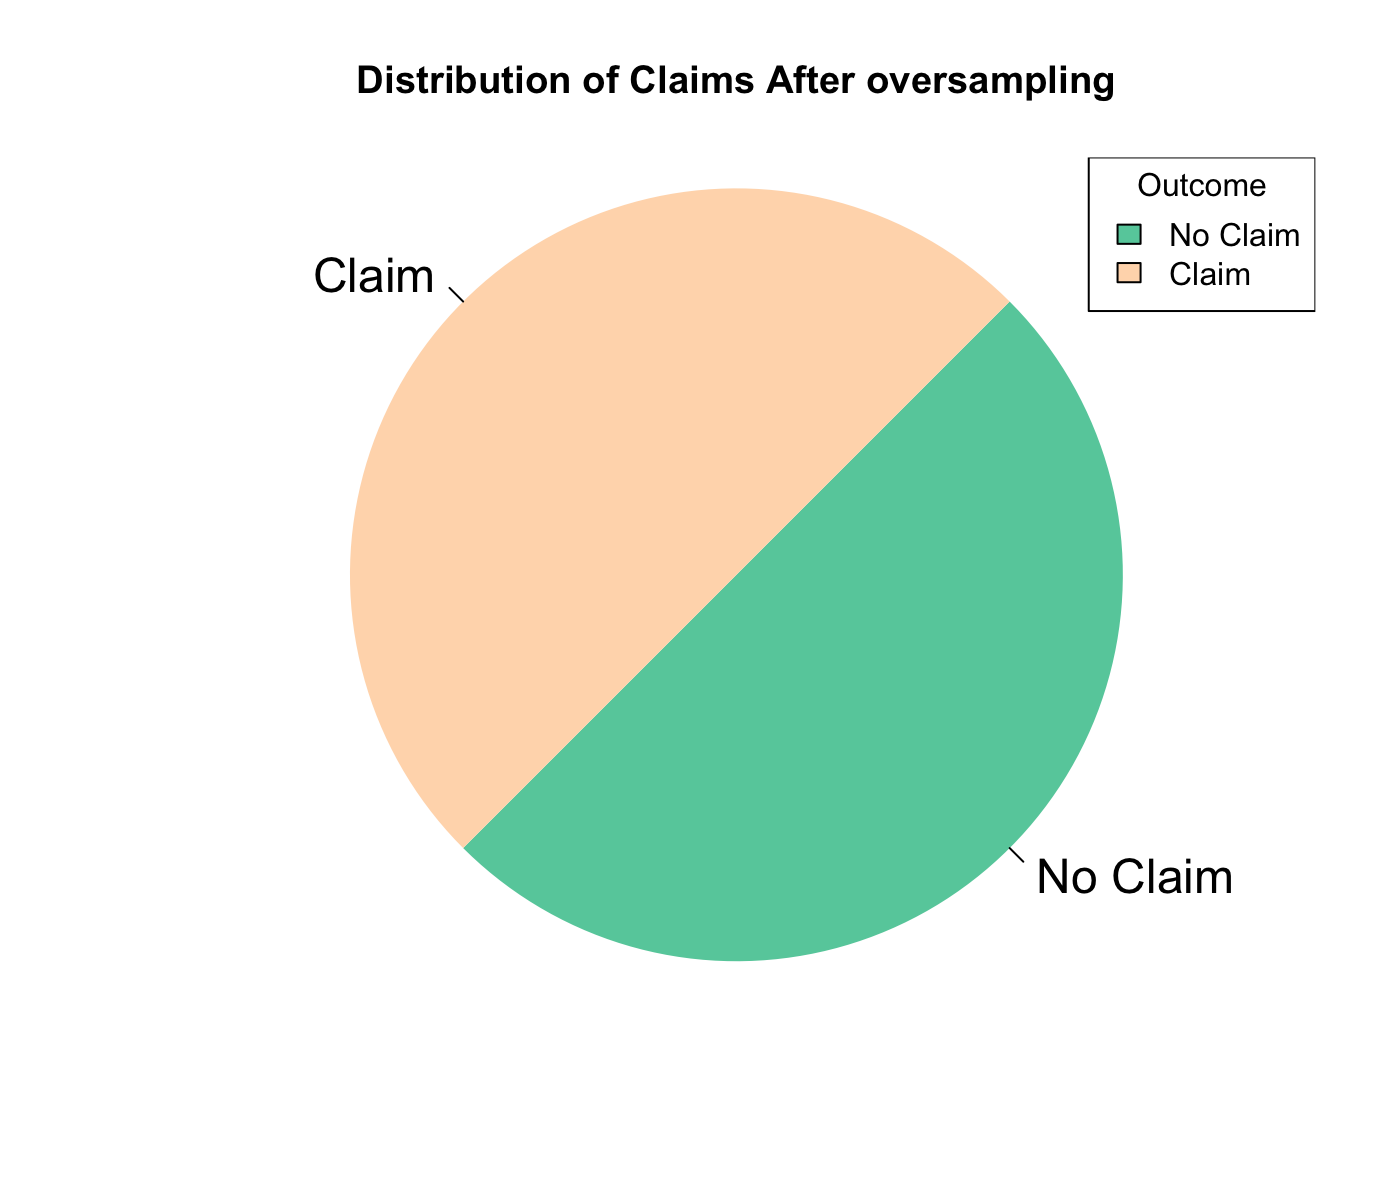 Distribution of Claims After oversampling
Outcome
No Claim
Claim
Claim
No Claim